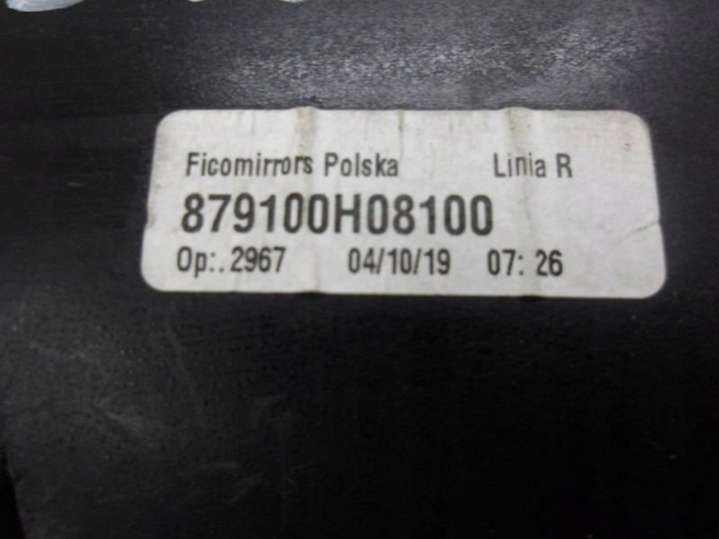 Ficomirrors Polska Linia R
879100H08100
Op:. 2967 04/10/19 07: 26